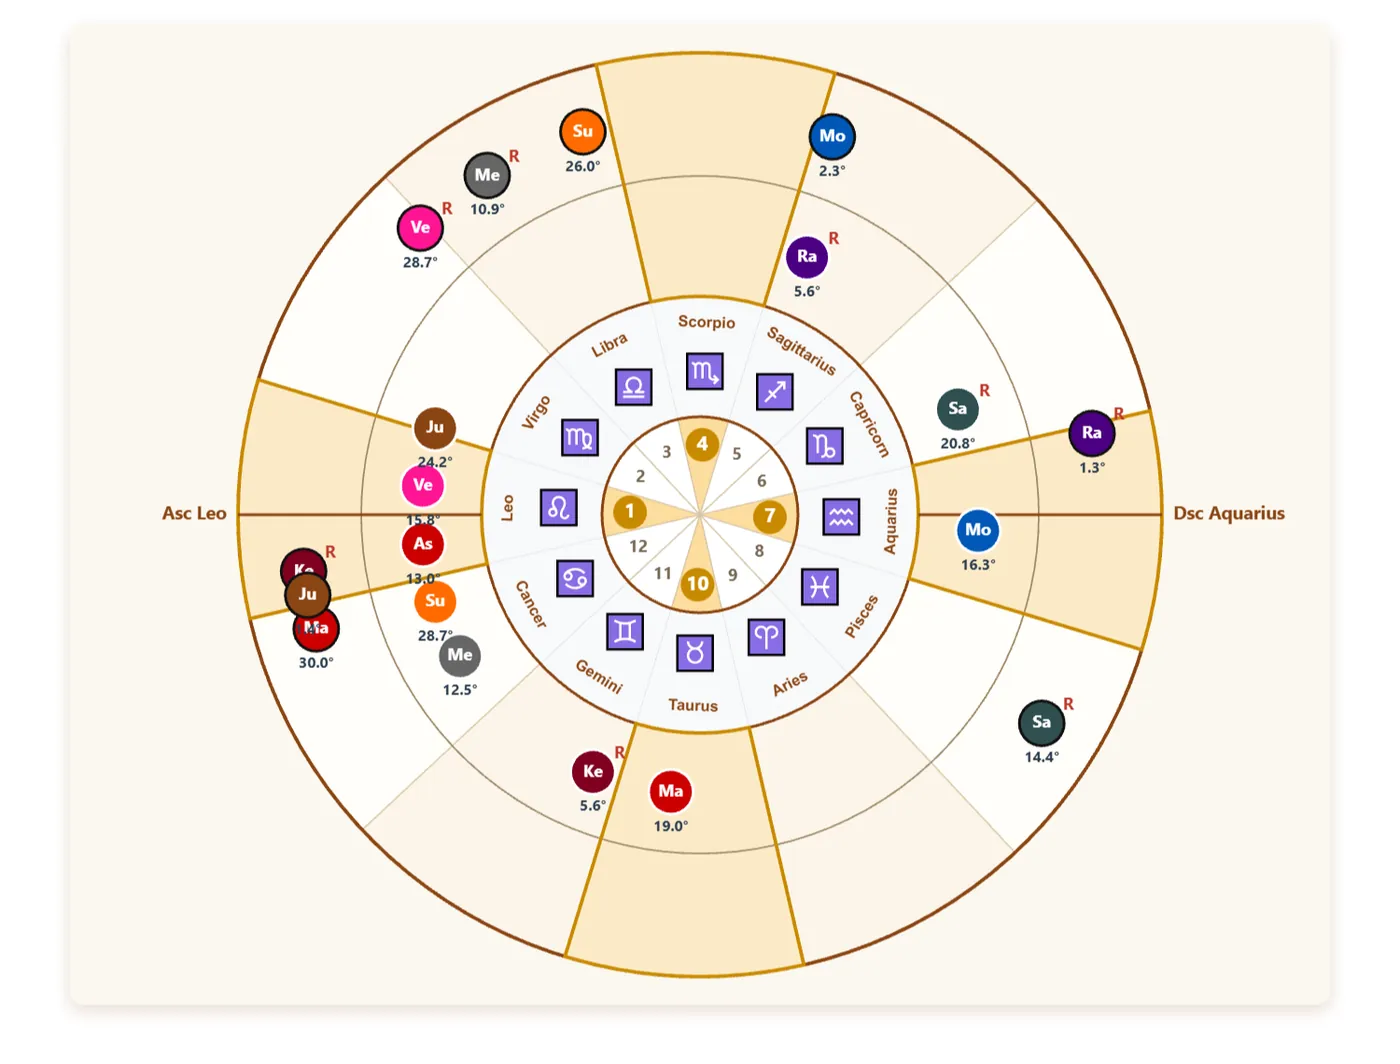 Su
26.0°
Mo
2.3°
Me R
10.9°
Ve R
28.7°
Ra R
5.6°
Scorpio
Libra
Sagittarius
♏
♎
♐
Virgo
Capricorn
♍
♑
Sa R
20.8°
Ra R
1.3°
Ju
24.2°
Ve
15.8°
3
4
5
2
6
Asc Leo
Leo
♌
1
7
♒
Aquarius
Dsc Aquarius
As
13.0°
Mo
16.3°
12
8
11
10
9
Ke R
Ju
Ma
30.0°
Su
28.7°
Me
12.5°
Cancer
♋
♓
Pisces
♊
♉
♈
Gemini
Taurus
Aries
Sa R
14.4°
Ke R
5.6°
Ma
19.0°